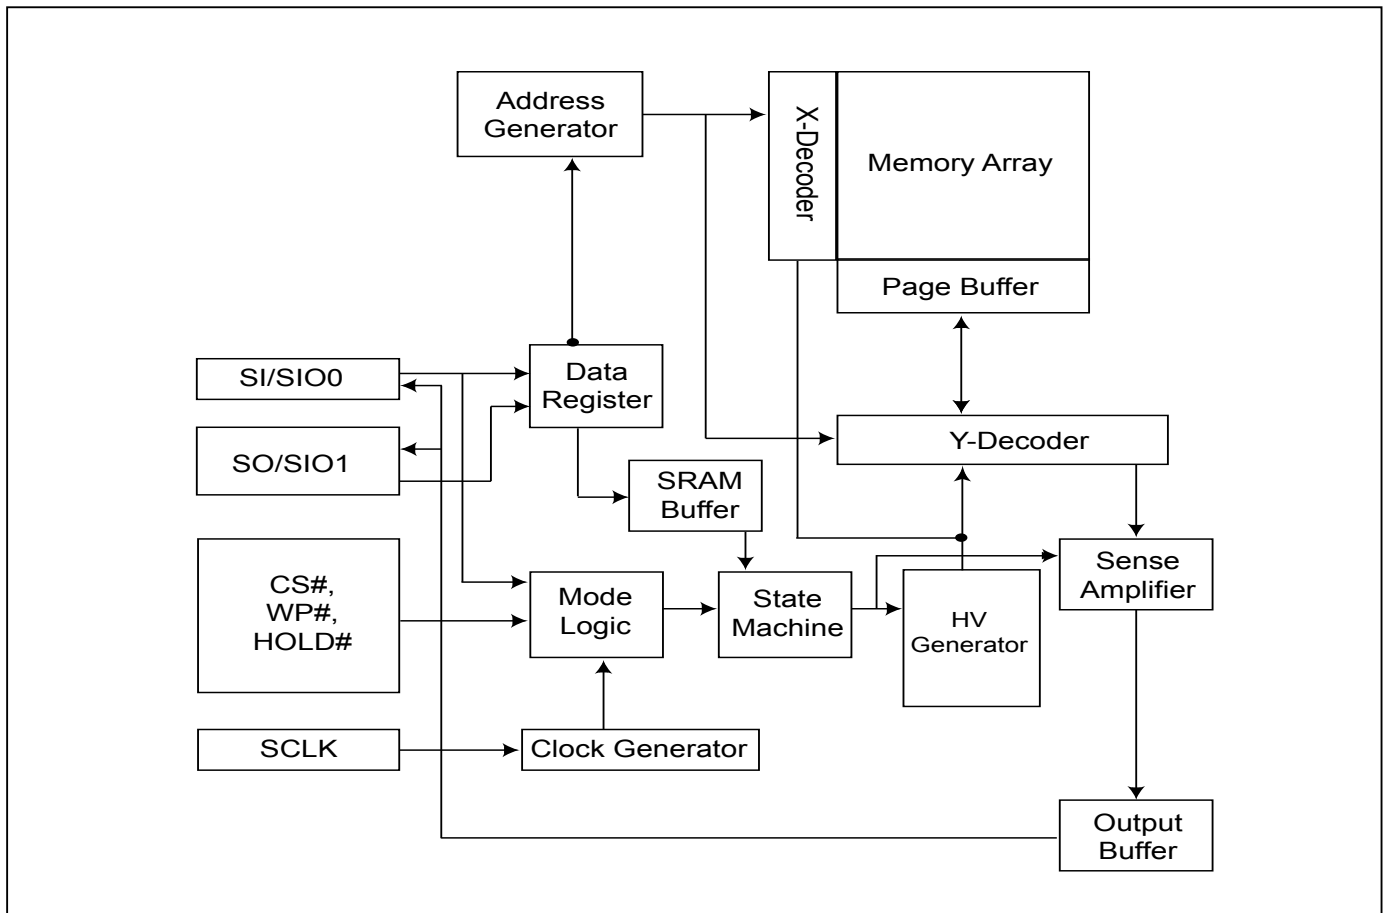 Address
Generator
X-Decoder
Memory Array
Page Buffer
SI/SIO0
Data
Register
SO/SIO1
Y-Decoder
SRAM
Buffer
CS#,
WP#,
HOLD#
Mode
Logic
State
Machine
HV
Generator
Sense
Amplifier
SCLK
Clock Generator
Output
Buffer